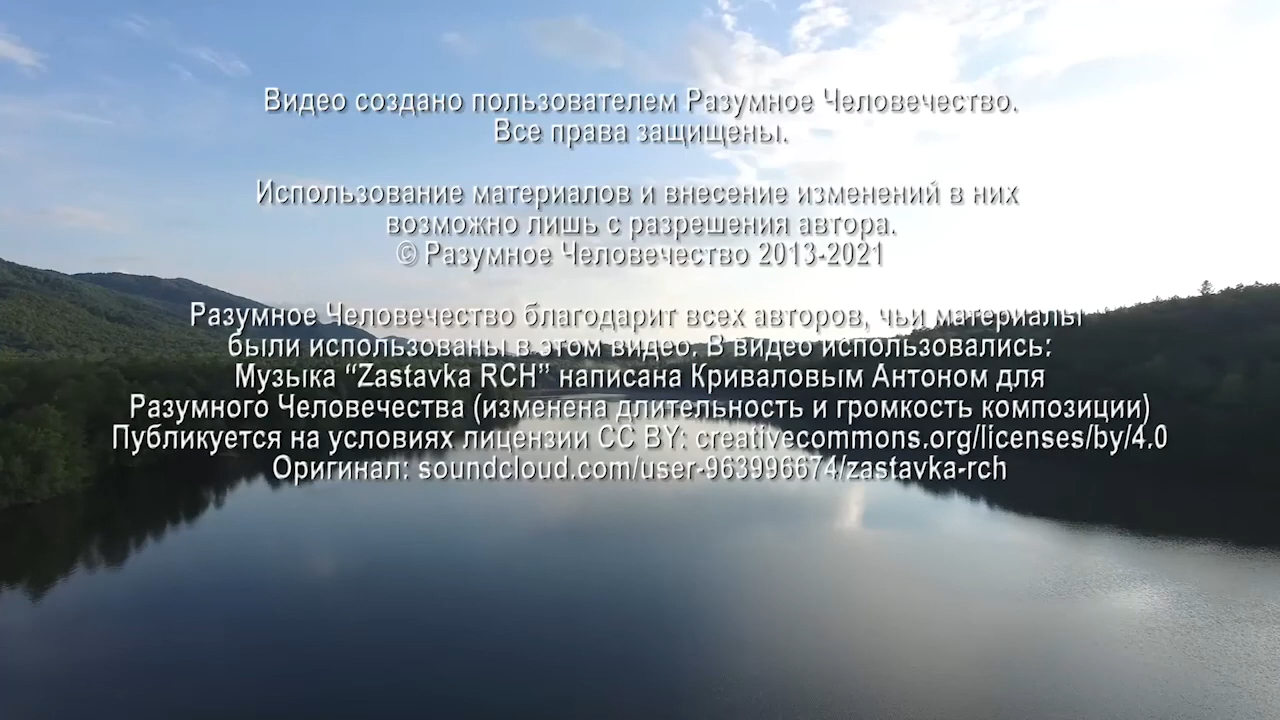 Видео создано пользователем Разумное Человечество.
Все права защищены.
Использование материалов и внесение изменений в них
возможно лишь с разрешения автора.
© Разумное Человечество 2013-2021
Разумное Человечество благодарит всех авторов, чьи материалы
были использованы в этом видео. В видео использовались:
Музыка “Zastavka RCH” написана Криваловым Антоном для
Разумного Человечества (изменена длительность и громкость композиции)
Публикуется на условиях лицензии CC BY: creativecommons.org/licenses/by/4.0
Оригинал: soundcloud.com/user-963996674/zastavka-rch